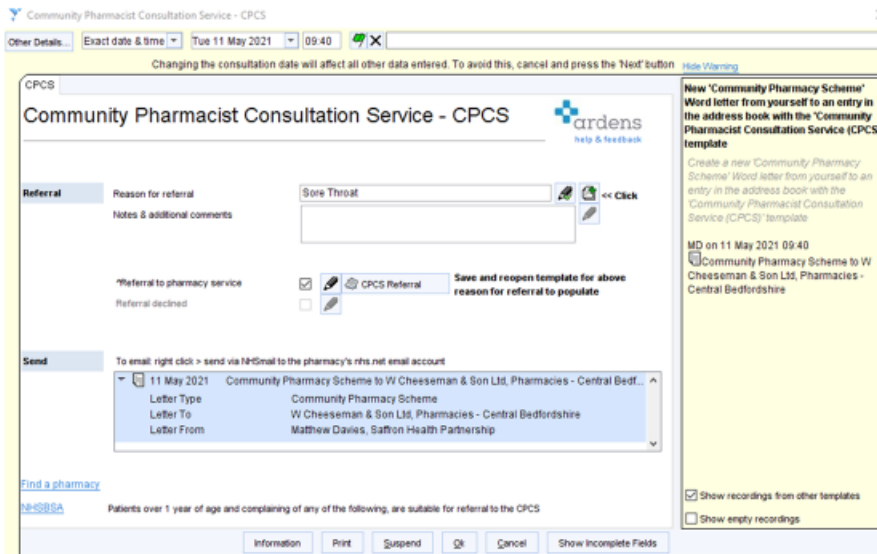 Community Pharmacist Consultation Service - CPCS
Other Details... Exact date & time Tue 11 May 2021 09:40
Changing the consultation date will affect all other data entered. To avoid this, cancel and press the 'Next' button Hide Warning
CPCS
Community Pharmacist Consultation Service - CPCS
ardens
help & feedback
Referral
Reason for referral Sore Throat << Click
Notes & additional comments
*Referral to pharmacy service CPCS Referral
Save and reopen template for above
reason for referral to populate
Referral declined
Send
To email: right click > send via NHSmail to the pharmacy's nhs.net email account
11 May 2021 Community Pharmacy Scheme to W Cheeseman & Son Ltd, Pharmacies - Central Bedf...
Letter Type Community Pharmacy Scheme
Letter To W Cheeseman & Son Ltd, Pharmacies - Central Bedfordshire
Letter From Matthew Davies, Saffron Health Partnership
Find a pharmacy
NHSBSA Patients over 1 year of age and complaining of any of the following, are suitable for referral to the CPCS
New 'Community Pharmacy Scheme'
Word letter from yourself to an entry in
the address book with the 'Community
Pharmacist Consultation Service (CPCS
template
Create a new 'Community Pharmacy
Scheme' Word letter from yourself to an
entry in the address book with the
'Community Pharmacist Consultation
Service (CPCS)' template
MD on 11 May 2021 09:40
Community Pharmacy Scheme to W
Cheeseman & Son Ltd, Pharmacies -
Central Bedfordshire
Show recordings from other templates
Show empty recordings
Information Print Suspend Ok Cancel Show Incomplete Fields